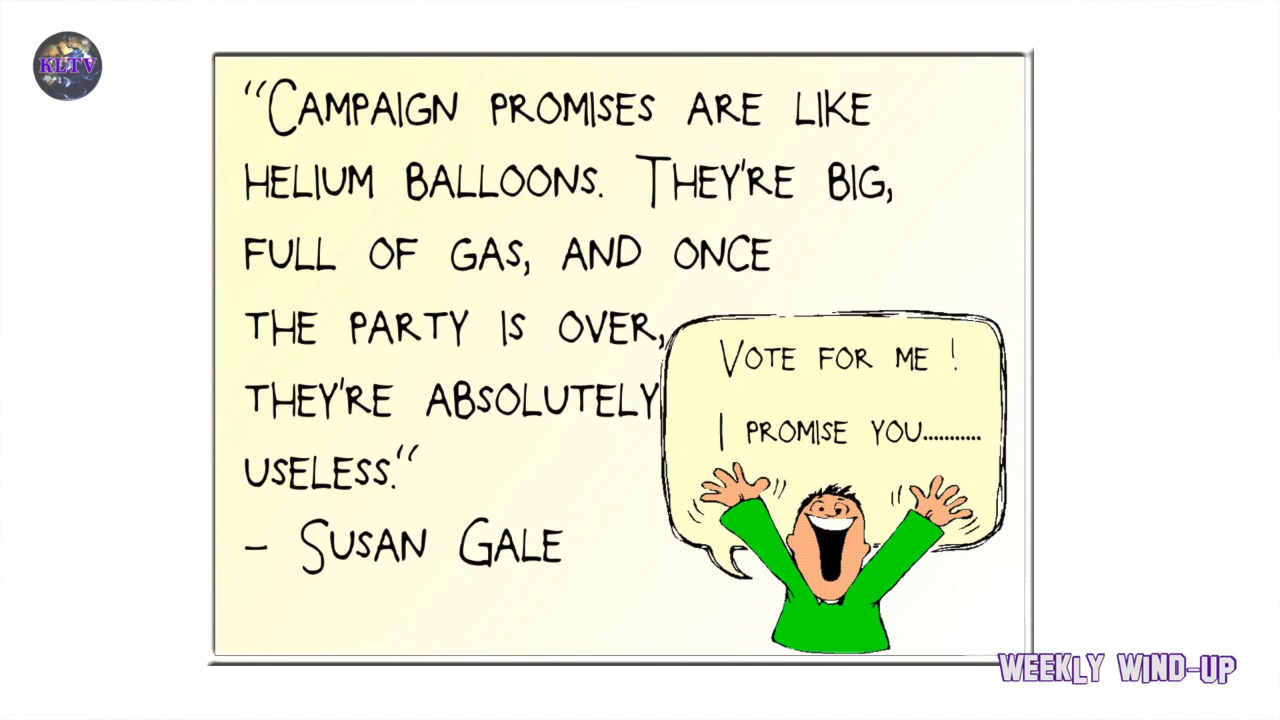 KLTV
“Campaign promises are like
helium balloons. They're big,
full of gas, and once
the party is over,
they're absolutely
useless.“
– Susan Gale
Vote for me !
I promise you...........
WEEKLY WIND-UP